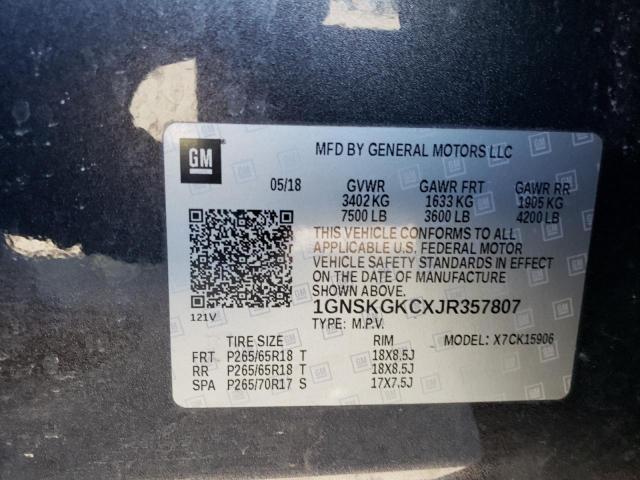 GM MFD BY GENERAL MOTORS LLC
05/18 GVWR GAWR FRT GAWR RR
3402 KG 1633 KG 1905 KG
7500 LB 3600 LB 4200 LB
THIS VEHICLE CONFORMS TO ALL
APPLICABLE U.S. FEDERAL MOTOR
VEHICLE SAFETY STANDARDS IN EFFECT
ON THE DATE OF MANUFACTURE
SHOWN ABOVE.
121V 1GNSKGKCXJR357807
TYPE: M.P.V.
TIRE SIZE RIM MODEL: X7CK15906
FRT P265/65R18 T 18X8.5J
RR P265/65R18 T 18X8.5J
SPA P265/70R17 S 17X7.5J